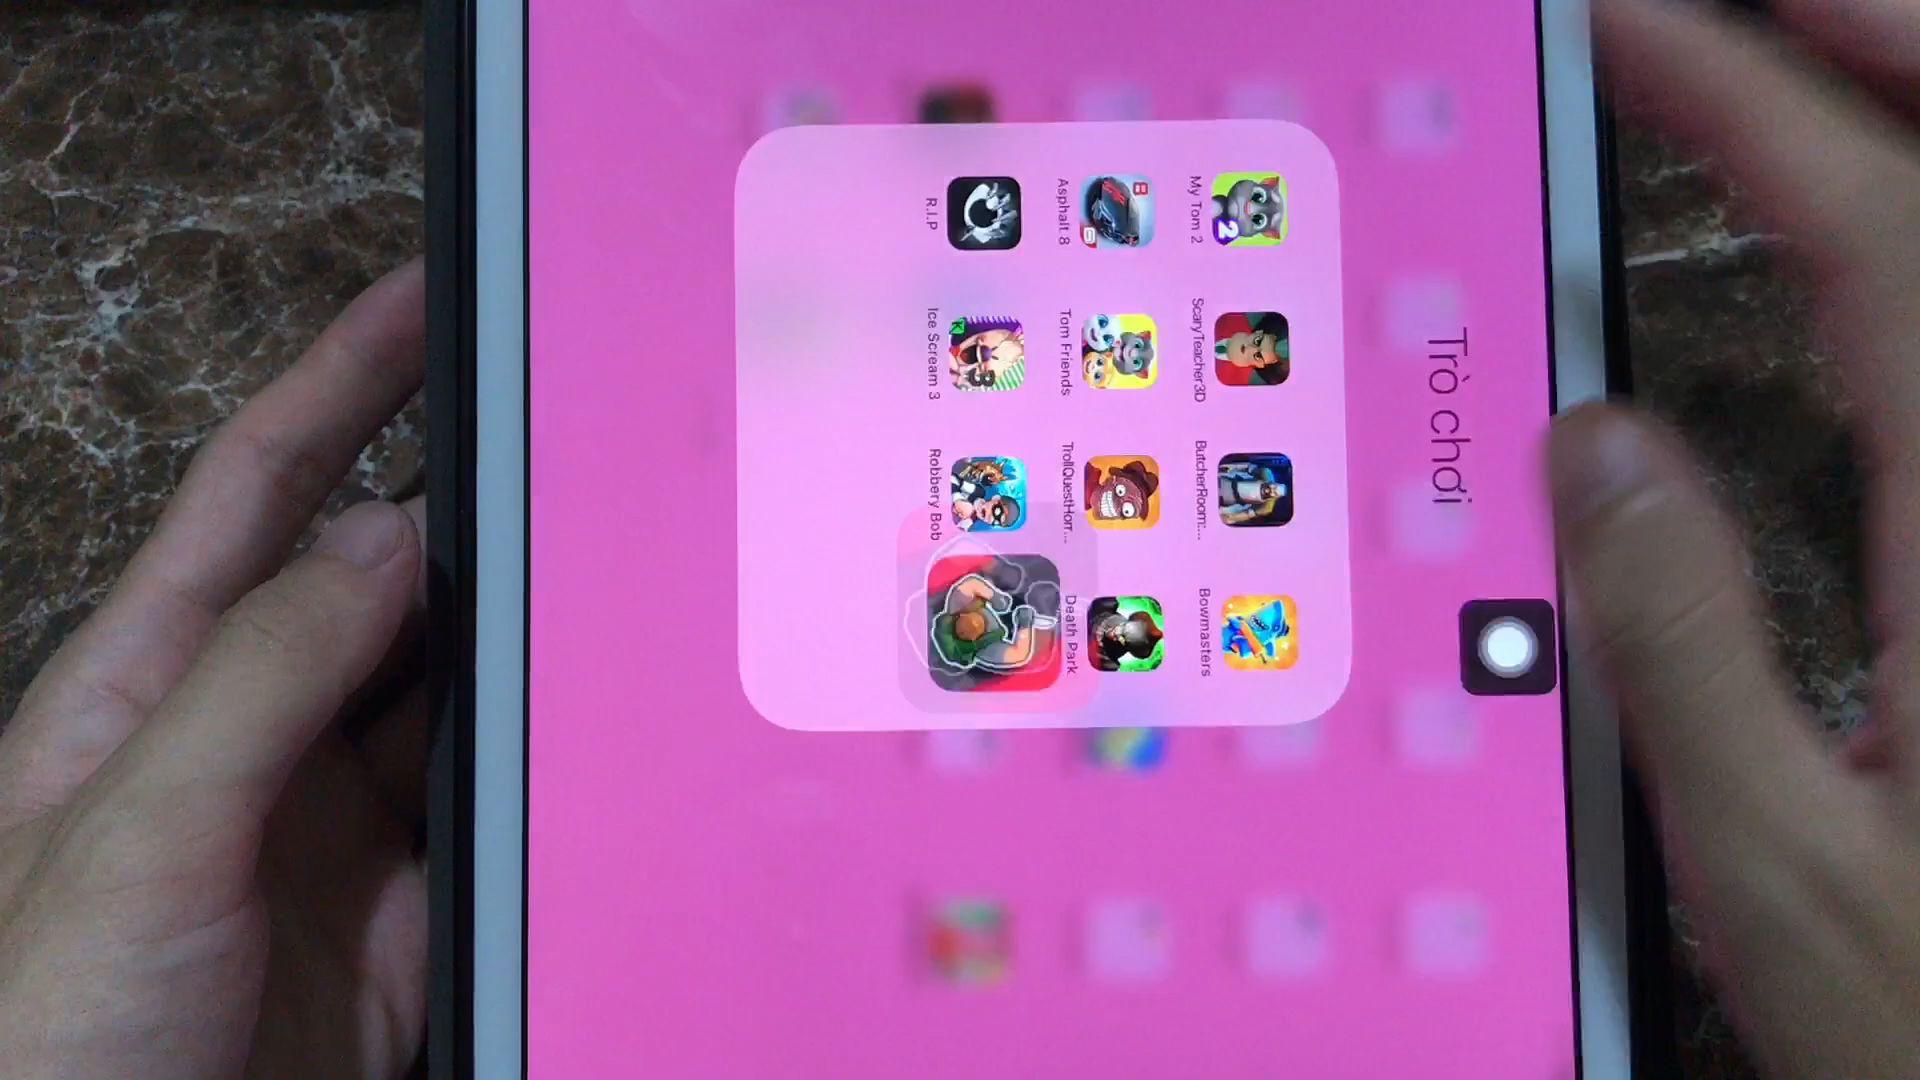 Trò chơi
My Tom 2
ScaryTeacher3D
ButcherRoom:...
Bowmasters
Asphalt 8
Tom Friends
TrollQuestHorr...
Death Park
R.I.P
Ice Scream 3
Robbery Bob